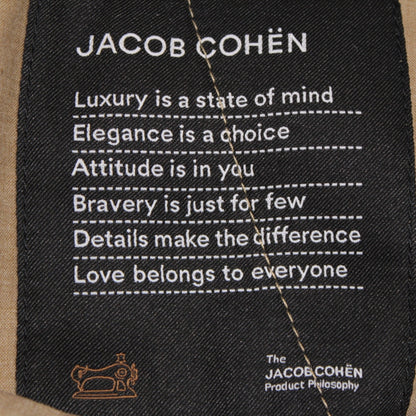 JACOB COHËN
Luxury is a state of mind
Elegance is a choice
Attitude is in you
Bravery is just for few
Details make the difference
Love belongs to everyone
The
JACOB COHËN
Product Philosophy